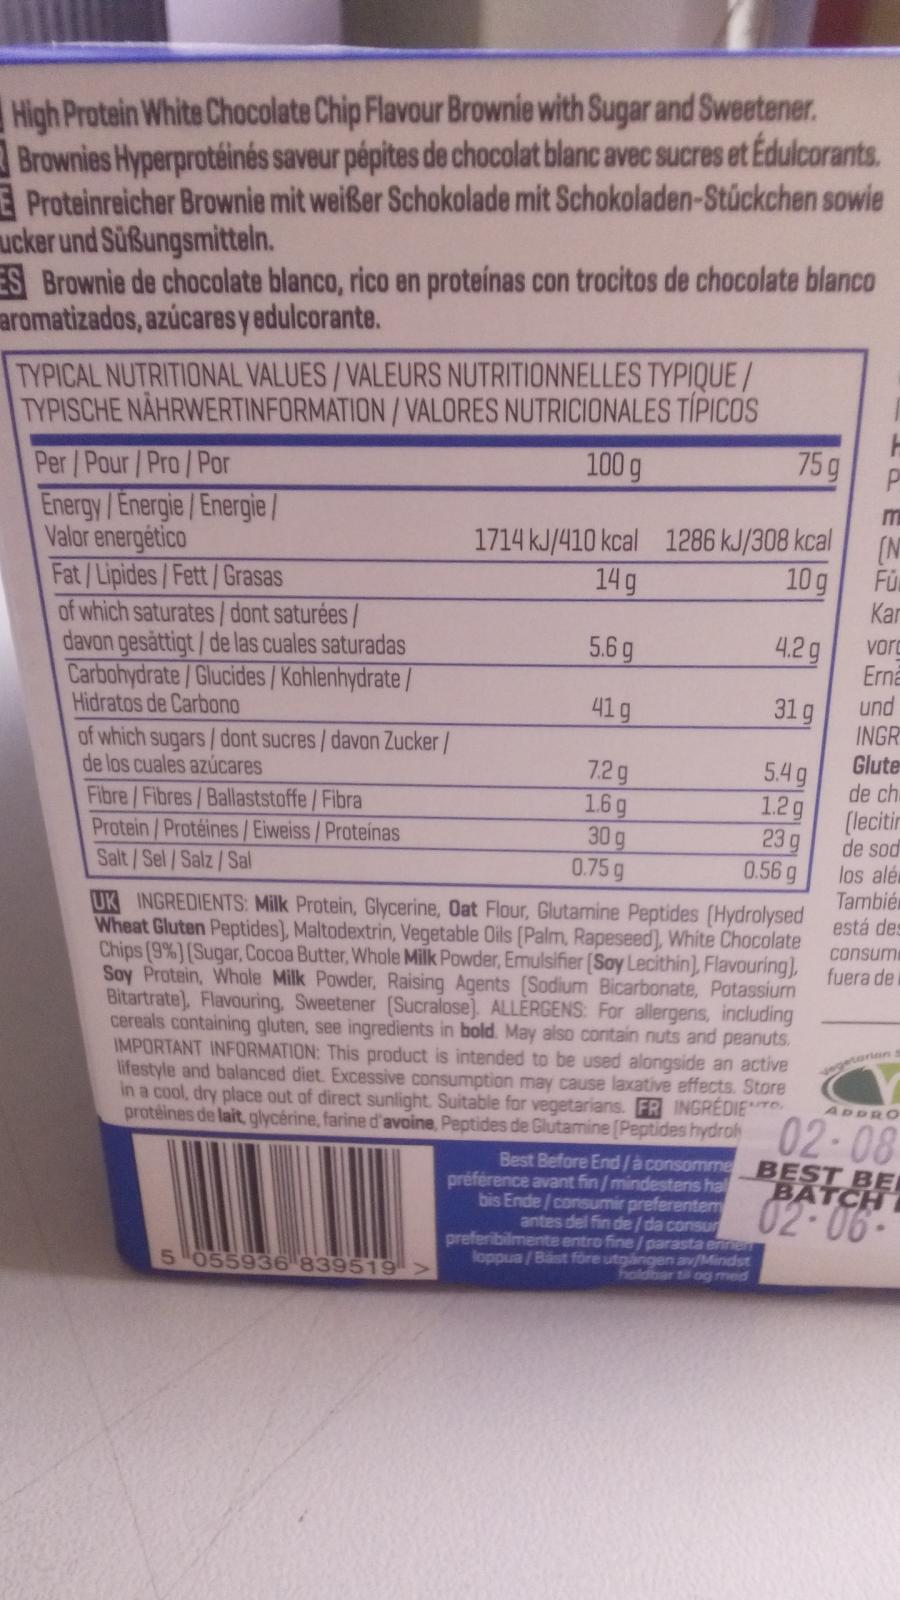 High Protein White Chocolate Chip Flavour Brownie with Sugar and Sweetener.
Brownies Hyperprotéinés saveur pépites de chocolat blanc avec sucres et Édulcorants.
Proteinreicher Brownie mit weißer Schokolade mit Schokoladen-Stückchen sowie
ucker und Süßungsmitteln.
ES Brownie de chocolate blanco, rico en proteínas con trocitos de chocolate blanco
aromatizados, azúcares y edulcorante.
TYPICAL NUTRITIONAL VALUES / VALEURS NUTRITIONNELLES TYPIQUE /
TYPISCHE NÄHRWERTINFORMATION / VALORES NUTRICIONALES TÍPICOS
Per / Pour / Pro / Por 100 g 75 g
Energy / Énergie / Energie /
Valor energético 1714 kJ/410 kcal 1286 kJ/308 kcal
Fat / Lipides / Fett / Grasas 14 g 10 g
of which saturates / dont saturées /
davon gesättigt / de las cuales saturadas 5.6 g 4.2 g
Carbohydrate / Glucides / Kohlenhydrate /
Hidratos de Carbono 41 g 31 g
of which sugars / dont sucres / davon Zucker /
de los cuales azúcares 7.2 g 5.4 g
Fibre / Fibres / Ballaststoffe / Fibra 1.6 g 1.2 g
Protein / Protéines / Eiweiss / Proteínas 30 g 23 g
Salt / Sel / Salz / Sal 0.75 g 0.56 g
UK INGREDIENTS: Milk Protein, Glycerine, Oat Flour, Glutamine Peptides (Hydrolysed
Wheat Gluten Peptides), Maltodextrin, Vegetable Oils (Palm, Rapeseed), White Chocolate
Chips (9%) (Sugar, Cocoa Butter, Whole Milk Powder, Emulsifier (Soy Lecithin), Flavouring),
Soy Protein, Whole Milk Powder, Raising Agents (Sodium Bicarbonate, Potassium
Bitartrate), Flavouring, Sweetener (Sucralose). ALLERGENS: For allergens, including
cereals containing gluten, see ingredients in bold. May also contain nuts and peanuts.
IMPORTANT INFORMATION: This product is intended to be used alongside an active
lifestyle and balanced diet. Excessive consumption may cause laxative effects. Store
in a cool, dry place out of direct sunlight. Suitable for vegetarians. FR
protéines de lait, glycérine, farine d'avoine, Peptides de Glutamine (Peptides hydrol
5 055936 839519 >
Best Before End / à consomme
préférence avant fin / mindestens hal
bis Ende / consumir preferentem
antes del fin de / da consur
preferibilmente entro fine / parasta ennen
loppua / Bäst före utgången av/Mindst
holdbar til og med
02-08
BEST BE
BATCH
02-06-
Vegetarian
APPRO
Für
Kar
vorg
Ernä
und
INGR
Glute
de ch
(lecitin
de sod
los alé
Tambié
está des
consum
fuera de